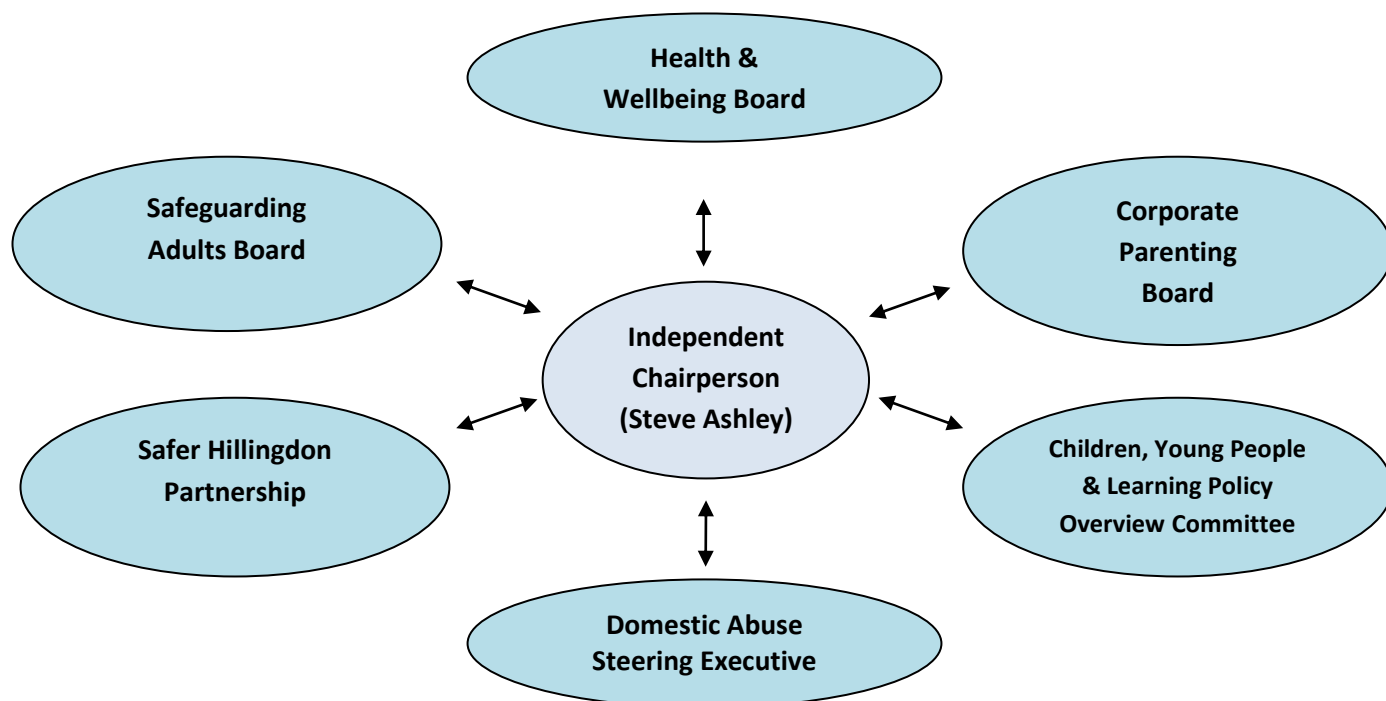 Health &
Wellbeing Board
Safeguarding
Adults Board
Corporate
Parenting
Board
Independent
Chairperson
(Steve Ashley)
Safer Hillingdon
Partnership
Children, Young People
& Learning Policy
Overview Committee
Domestic Abuse
Steering Executive